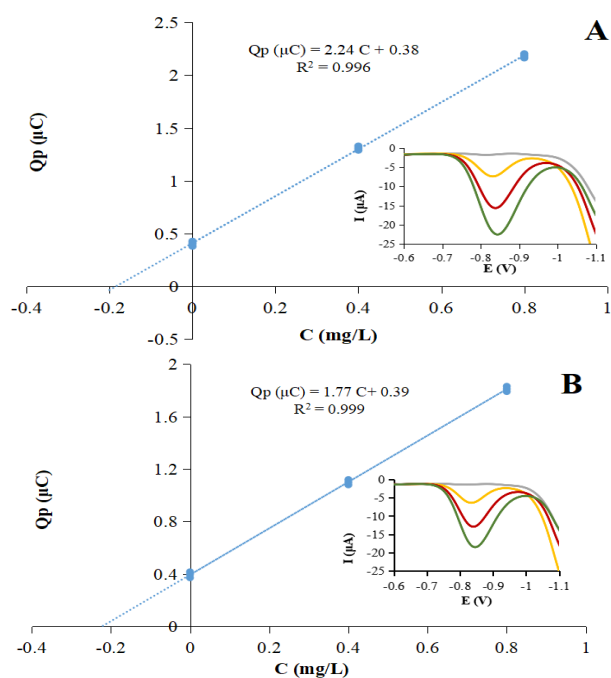 A
Qp (µC) = 2.24 C + 0.38
R² = 0.996
Qp (µC)
2.5
2
1.5
1
0.5
0
-0.5
-0.4 -0.2 0 0.2 0.4 0.6 0.8 1
C (mg/L)
I (µA)
0
-5
-10
-15
-20
-25
-0.6 -0.7 -0.8 -0.9 -1 -1.1
E (V)
B
Qp (µC) = 1.77 C+ 0.39
R² = 0.999
Qp (µC)
2
1.6
1.2
0.8
0.4
0
-0.4 -0.2 0 0.2 0.4 0.6 0.8 1
C (mg/L)
I (µA)
0
-5
-10
-15
-20
-25
-0.6 -0.7 -0.8 -0.9 -1 -1.1
E (V)